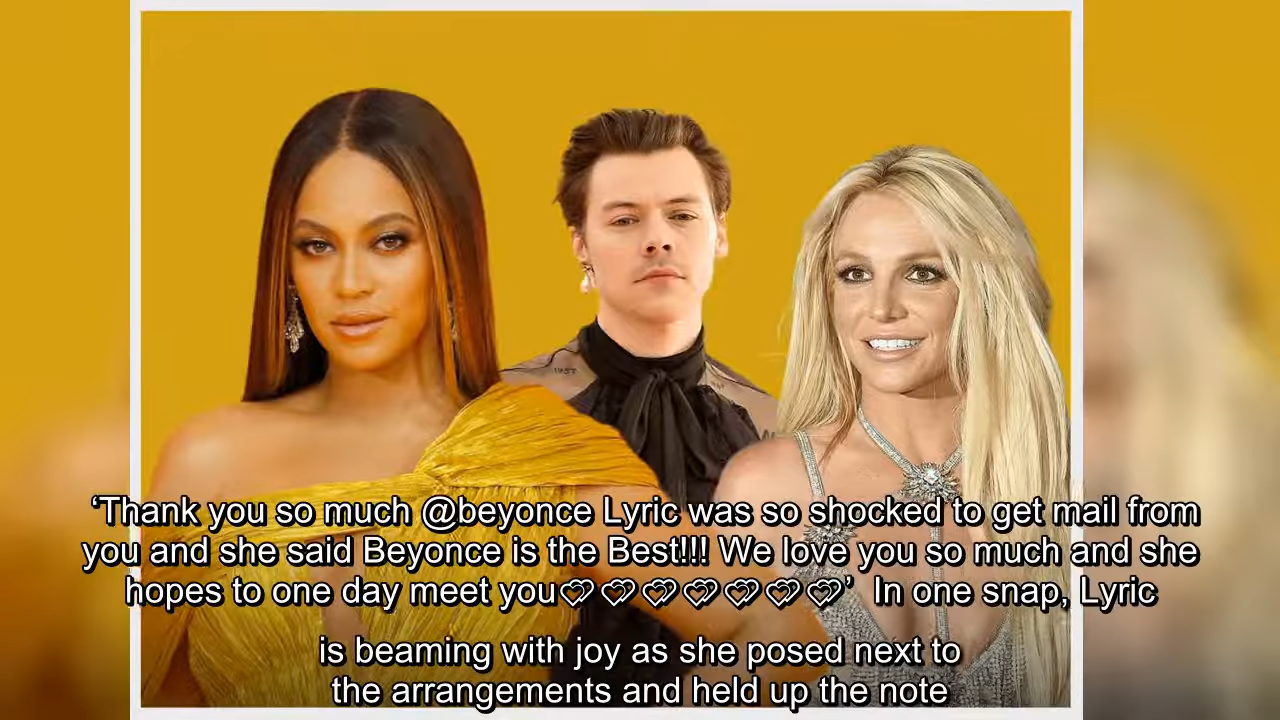 ‘Thank you so much @beyonce Lyric was so shocked to get mail from
you and she said Beyonce is the Best!!! We love you so much and she
hopes to one day meet you💞💞💞💞💞💞💞’ In one snap, Lyric
is beaming with joy as she posed next to
the arrangements and held up the note